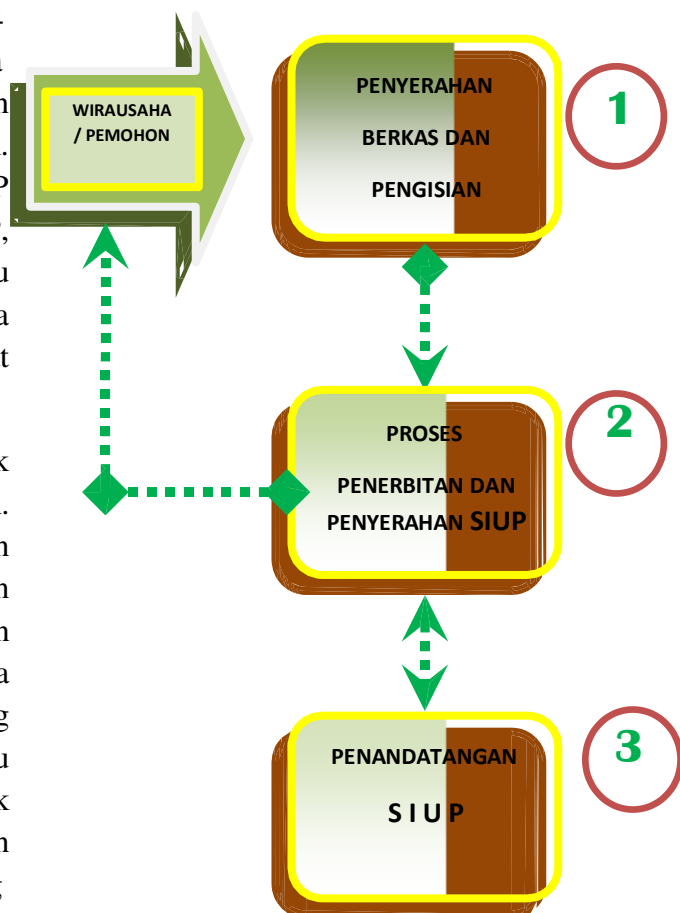 WIRAUSAHA
/ PEMOHON
PENYERAHAN
BERKAS DAN
PENGISIAN
1
PROSES
PENERBITAN DAN
PENYERAHAN SIUP
2
PENANDATANGAN
S I U P
3